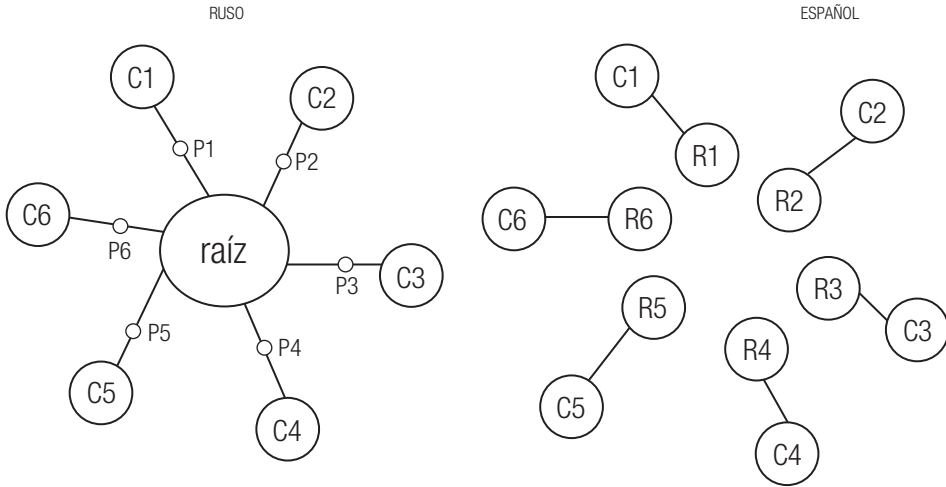 RUSO
C1
C2
P1
P2
C6
P6
raíz
P3
C3
P5
P4
C5
C4
ESPAÑOL
C1
C2
R1
R2
C6
R6
R5
R3
R4
C3
C5
C4